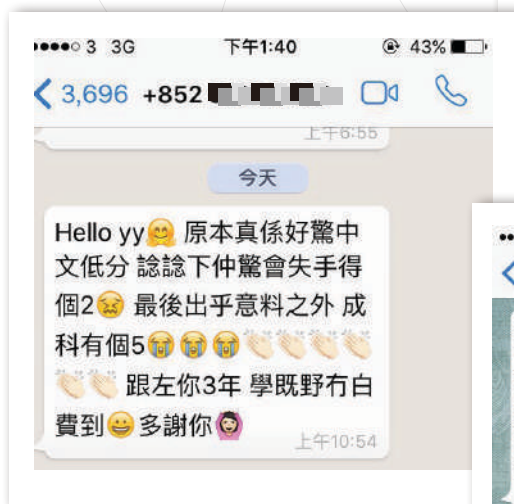 3 3G 下午1:40 43%
3,696 +852
上午6:55
今天
Hello yy🤗 原本真係好驚中
文低分 諗諗下仲驚會失手得
個2😖 最後出乎意料之外 成
科有個5😭😭😭👏🏻👏🏻👏🏻👏🏻
👏🏻👏🏻 跟左你3年 學既野冇白
費到😀多謝你🙆🏻
上午10:54